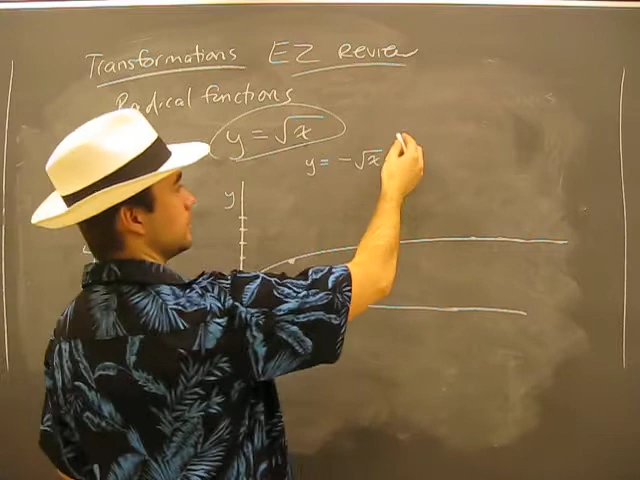 Transformations EZ Review
Radical functions
y = √x
y = -√x
y